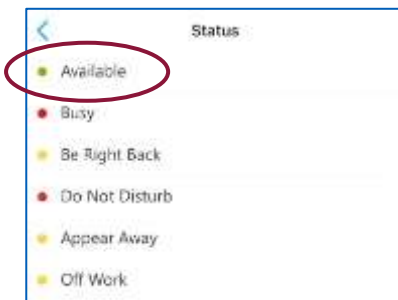 Status
Available
Busy
Be Right Back
Do Not Disturb
Appear Away
Off Work